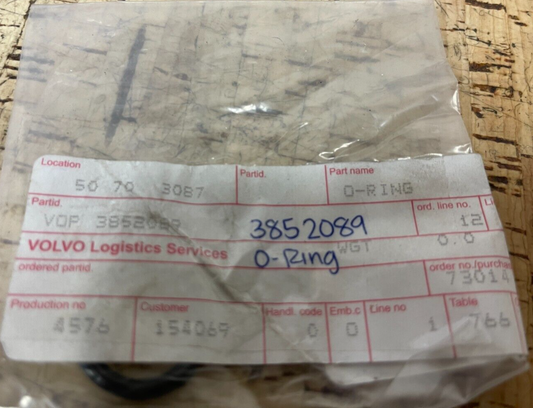 Location Partid. Part name
50 70 3087 O-RING
Partid. ord. line no. LI
VOP 3852089 3852089 12
VOLVO Logistics Services WGT 0.0
O-Ring
ordered partid. order no./purch
73014
Production no Customer Handl. code Emb.c Line no Table
4576 154069 0 0 1 766